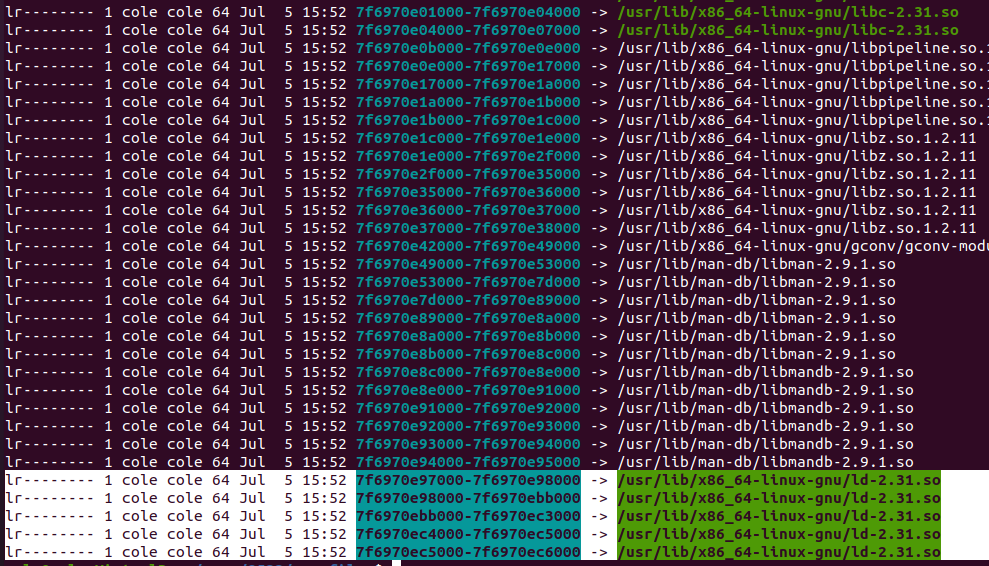 lr-------- 1 cole cole 64 Jul  5 15:52 7f6970e01000-7f6970e04000 -> /usr/lib/x86_64-linux-gnu/libc-2.31.so
lr-------- 1 cole cole 64 Jul  5 15:52 7f6970e04000-7f6970e07000 -> /usr/lib/x86_64-linux-gnu/libc-2.31.so
lr-------- 1 cole cole 64 Jul  5 15:52 7f6970e0b000-7f6970e0e000 -> /usr/lib/x86_64-linux-gnu/libpipeline.so.1
lr-------- 1 cole cole 64 Jul  5 15:52 7f6970e0e000-7f6970e17000 -> /usr/lib/x86_64-linux-gnu/libpipeline.so.1
lr-------- 1 cole cole 64 Jul  5 15:52 7f6970e17000-7f6970e1a000 -> /usr/lib/x86_64-linux-gnu/libpipeline.so.1
lr-------- 1 cole cole 64 Jul  5 15:52 7f6970e1a000-7f6970e1b000 -> /usr/lib/x86_64-linux-gnu/libpipeline.so.1
lr-------- 1 cole cole 64 Jul  5 15:52 7f6970e1b000-7f6970e1c000 -> /usr/lib/x86_64-linux-gnu/libpipeline.so.1
lr-------- 1 cole cole 64 Jul  5 15:52 7f6970e1c000-7f6970e1e000 -> /usr/lib/x86_64-linux-gnu/libz.so.1.2.11
lr-------- 1 cole cole 64 Jul  5 15:52 7f6970e1e000-7f6970e2f000 -> /usr/lib/x86_64-linux-gnu/libz.so.1.2.11
lr-------- 1 cole cole 64 Jul  5 15:52 7f6970e2f000-7f6970e35000 -> /usr/lib/x86_64-linux-gnu/libz.so.1.2.11
lr-------- 1 cole cole 64 Jul  5 15:52 7f6970e35000-7f6970e36000 -> /usr/lib/x86_64-linux-gnu/libz.so.1.2.11
lr-------- 1 cole cole 64 Jul  5 15:52 7f6970e36000-7f6970e37000 -> /usr/lib/x86_64-linux-gnu/libz.so.1.2.11
lr-------- 1 cole cole 64 Jul  5 15:52 7f6970e37000-7f6970e38000 -> /usr/lib/x86_64-linux-gnu/libz.so.1.2.11
lr-------- 1 cole cole 64 Jul  5 15:52 7f6970e42000-7f6970e49000 -> /usr/lib/x86_64-linux-gnu/gconv/gconv-modu
lr-------- 1 cole cole 64 Jul  5 15:52 7f6970e49000-7f6970e53000 -> /usr/lib/man-db/libman-2.9.1.so
lr-------- 1 cole cole 64 Jul  5 15:52 7f6970e53000-7f6970e7d000 -> /usr/lib/man-db/libman-2.9.1.so
lr-------- 1 cole cole 64 Jul  5 15:52 7f6970e7d000-7f6970e89000 -> /usr/lib/man-db/libman-2.9.1.so
lr-------- 1 cole cole 64 Jul  5 15:52 7f6970e89000-7f6970e8a000 -> /usr/lib/man-db/libman-2.9.1.so
lr-------- 1 cole cole 64 Jul  5 15:52 7f6970e8a000-7f6970e8b000 -> /usr/lib/man-db/libman-2.9.1.so
lr-------- 1 cole cole 64 Jul  5 15:52 7f6970e8b000-7f6970e8c000 -> /usr/lib/man-db/libman-2.9.1.so
lr-------- 1 cole cole 64 Jul  5 15:52 7f6970e8c000-7f6970e8e000 -> /usr/lib/man-db/libmandb-2.9.1.so
lr-------- 1 cole cole 64 Jul  5 15:52 7f6970e8e000-7f6970e91000 -> /usr/lib/man-db/libmandb-2.9.1.so
lr-------- 1 cole cole 64 Jul  5 15:52 7f6970e91000-7f6970e92000 -> /usr/lib/man-db/libmandb-2.9.1.so
lr-------- 1 cole cole 64 Jul  5 15:52 7f6970e92000-7f6970e93000 -> /usr/lib/man-db/libmandb-2.9.1.so
lr-------- 1 cole cole 64 Jul  5 15:52 7f6970e93000-7f6970e94000 -> /usr/lib/man-db/libmandb-2.9.1.so
lr-------- 1 cole cole 64 Jul  5 15:52 7f6970e94000-7f6970e95000 -> /usr/lib/man-db/libmandb-2.9.1.so
lr-------- 1 cole cole 64 Jul  5 15:52 7f6970e97000-7f6970e98000 -> /usr/lib/x86_64-linux-gnu/ld-2.31.so
lr-------- 1 cole cole 64 Jul  5 15:52 7f6970e98000-7f6970ebb000 -> /usr/lib/x86_64-linux-gnu/ld-2.31.so
lr-------- 1 cole cole 64 Jul  5 15:52 7f6970ebb000-7f6970ec3000 -> /usr/lib/x86_64-linux-gnu/ld-2.31.so
lr-------- 1 cole cole 64 Jul  5 15:52 7f6970ec4000-7f6970ec5000 -> /usr/lib/x86_64-linux-gnu/ld-2.31.so
lr-------- 1 cole cole 64 Jul  5 15:52 7f6970ec5000-7f6970ec6000 -> /usr/lib/x86_64-linux-gnu/ld-2.31.so